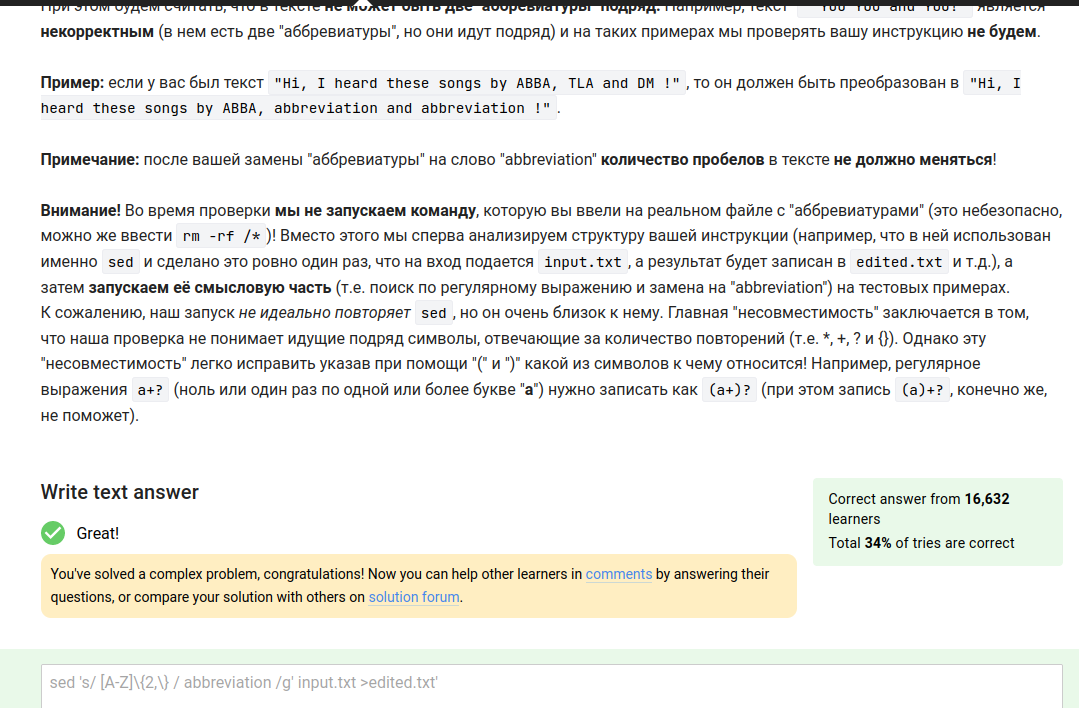 При этом будем считать, что в тексте не может быть две "аббревиатуры" подряд. Например, текст "YOU YOU and YOU!" является
некорректным (в нем есть две "аббревиатуры", но они идут подряд) и на таких примерах мы проверять вашу инструкцию не будем.
Пример: если у вас был текст "Hi, I heard these songs by ABBA, TLA and DM !", то он должен быть преобразован в "Hi, I
heard these songs by ABBA, abbreviation and abbreviation !".
Примечание: после вашей замены "аббревиатуры" на слово "abbreviation" количество пробелов в тексте не должно меняться!
Внимание! Во время проверки мы не запускаем команду, которую вы ввели на реальном файле с "аббревиатурами" (это небезопасно,
можно же ввести rm -rf /*)! Вместо этого мы сперва анализируем структуру вашей инструкции (например, что в ней использован
именно sed и сделано это ровно один раз, что на вход подается input.txt, а результат будет записан в edited.txt и т.д.), а
затем запускаем её смысловую часть (т.е. поиск по регулярному выражению и замена на "abbreviation") на тестовых примерах.
К сожалению, наш запуск не идеально повторяет sed, но он очень близок к нему. Главная "несовместимость" заключается в том,
что наша проверка не понимает идущие подряд символы, отвечающие за количество повторений (т.е. *, +, ? и {}). Однако эту
"несовместимость" легко исправить указав при помощи "(" и ")" какой из символов к чему относится! Например, регулярное
выражения a+? (ноль или один раз по одной или более букве "a") нужно записать как (a+)? (при этом запись (a)+?, конечно же,
не поможет).
Write text answer
Correct answer from 16,632
learners
Total 34% of tries are correct
Great!
You've solved a complex problem, congratulations! Now you can help other learners in comments by answering their
questions, or compare your solution with others on solution forum.
sed 's/ [A-Z]\{2,\} / abbreviation /g' input.txt >edited.txt'